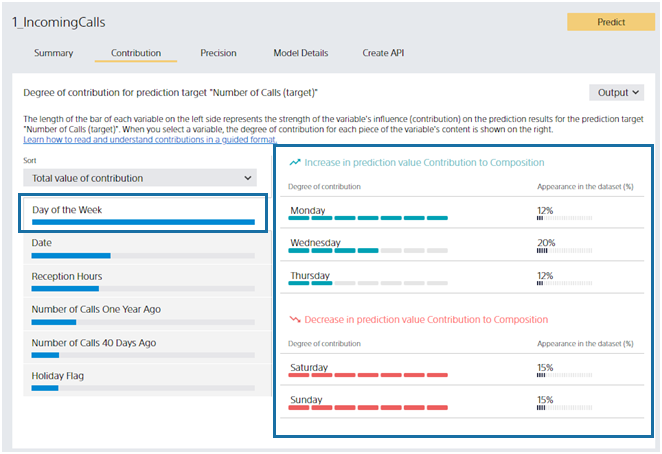 1_IncomingCalls
Predict
Summary
Contribution
Precision
Model Details
Create API
Degree of contribution for prediction target "Number of Calls (target)"
Output
The length of the bar of each variable on the left side represents the strength of the variable's influence (contribution) on the prediction results for the prediction target
"Number of Calls (target)". When you select a variable, the degree of contribution for each piece of the variable's content is shown on the right.
Learn how to read and understand contributions in a guided format.
Sort
Total value of contribution
Day of the Week
Date
Reception Hours
Number of Calls One Year Ago
Number of Calls 40 Days Ago
Holiday Flag
Increase in prediction value Contribution to Composition
Degree of contribution
Appearance in the dataset (%)
Monday
12%
Wednesday
20%
Thursday
12%
Decrease in prediction value Contribution to Composition
Degree of contribution
Appearance in the dataset (%)
Saturday
15%
Sunday
15%